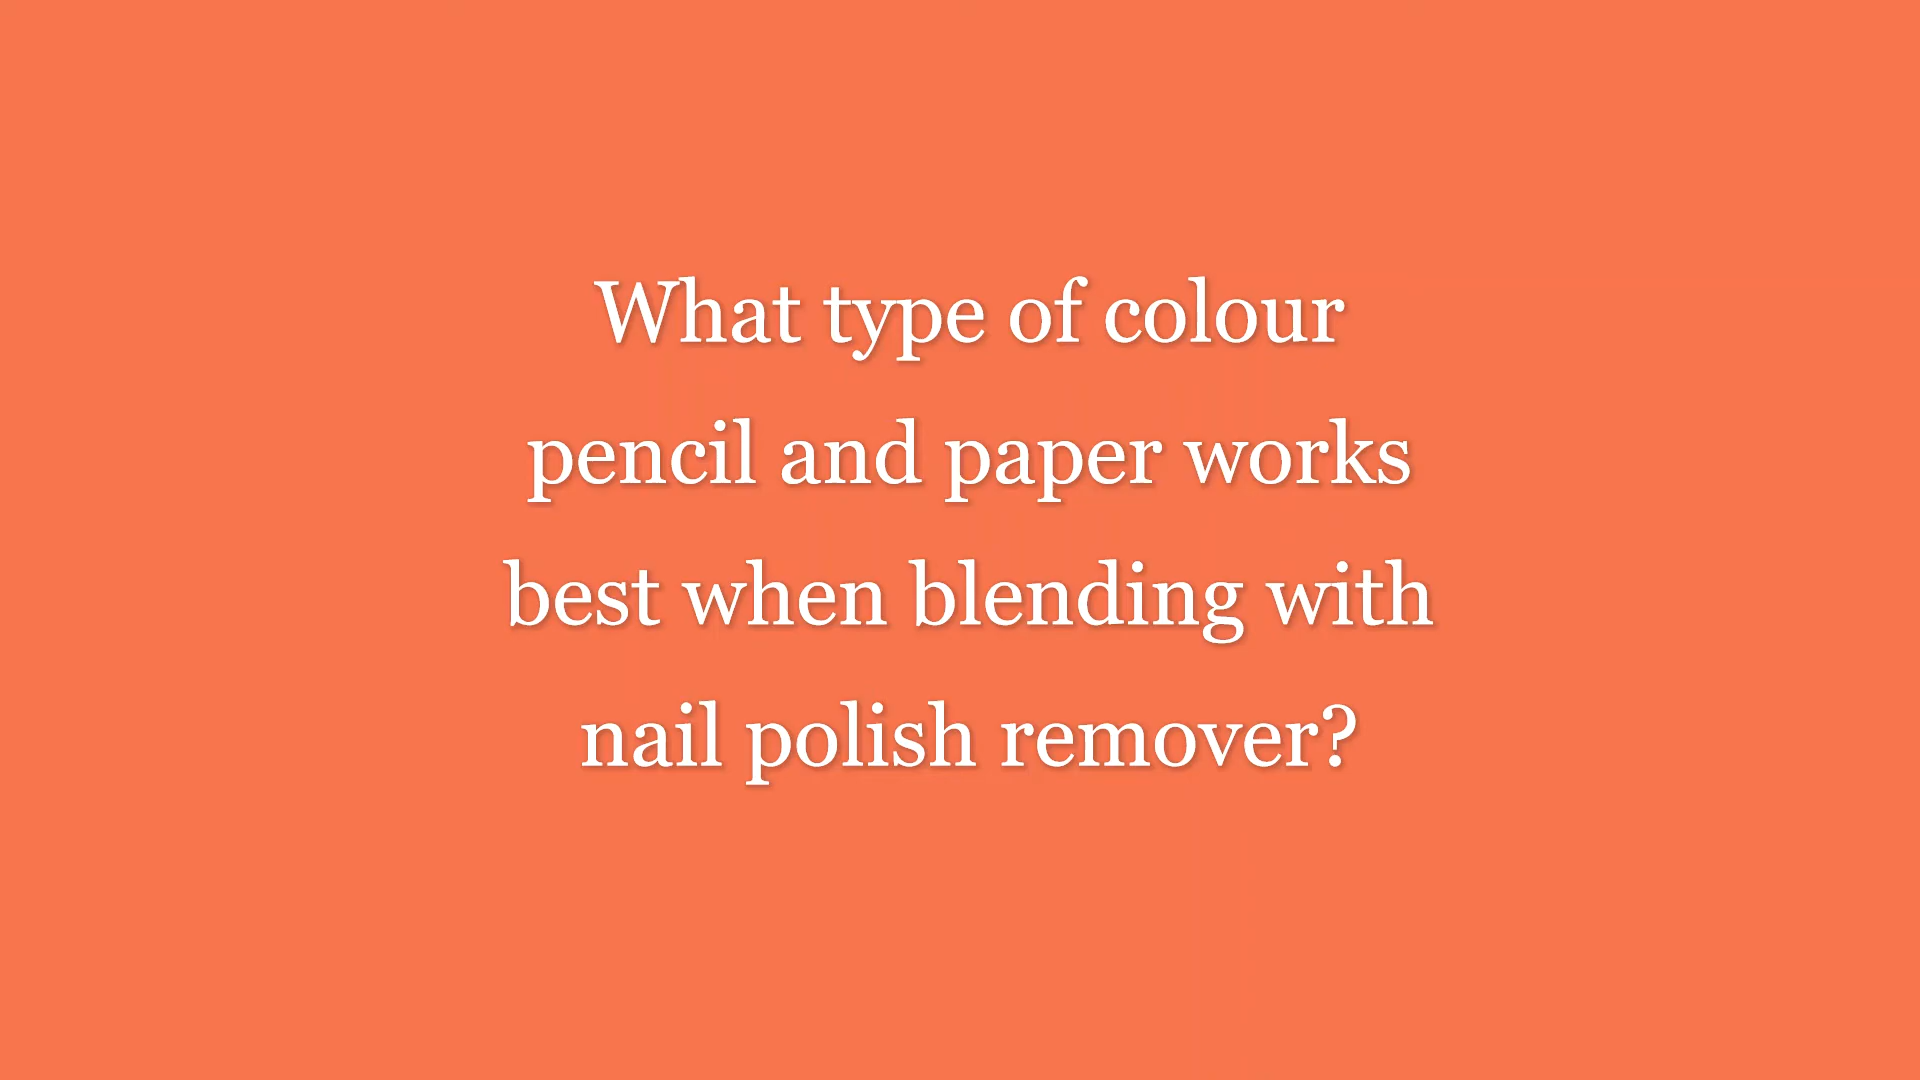 What type of colour
pencil and paper works
best when blending with
nail polish remover?